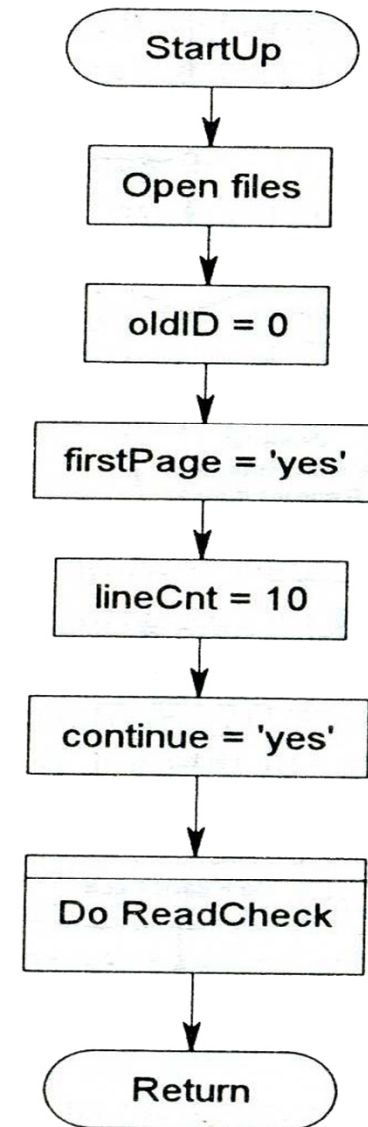 StartUp
Open files
oldID = 0
firstPage = 'yes'
lineCnt = 10
continue = 'yes'
Do ReadCheck
Return